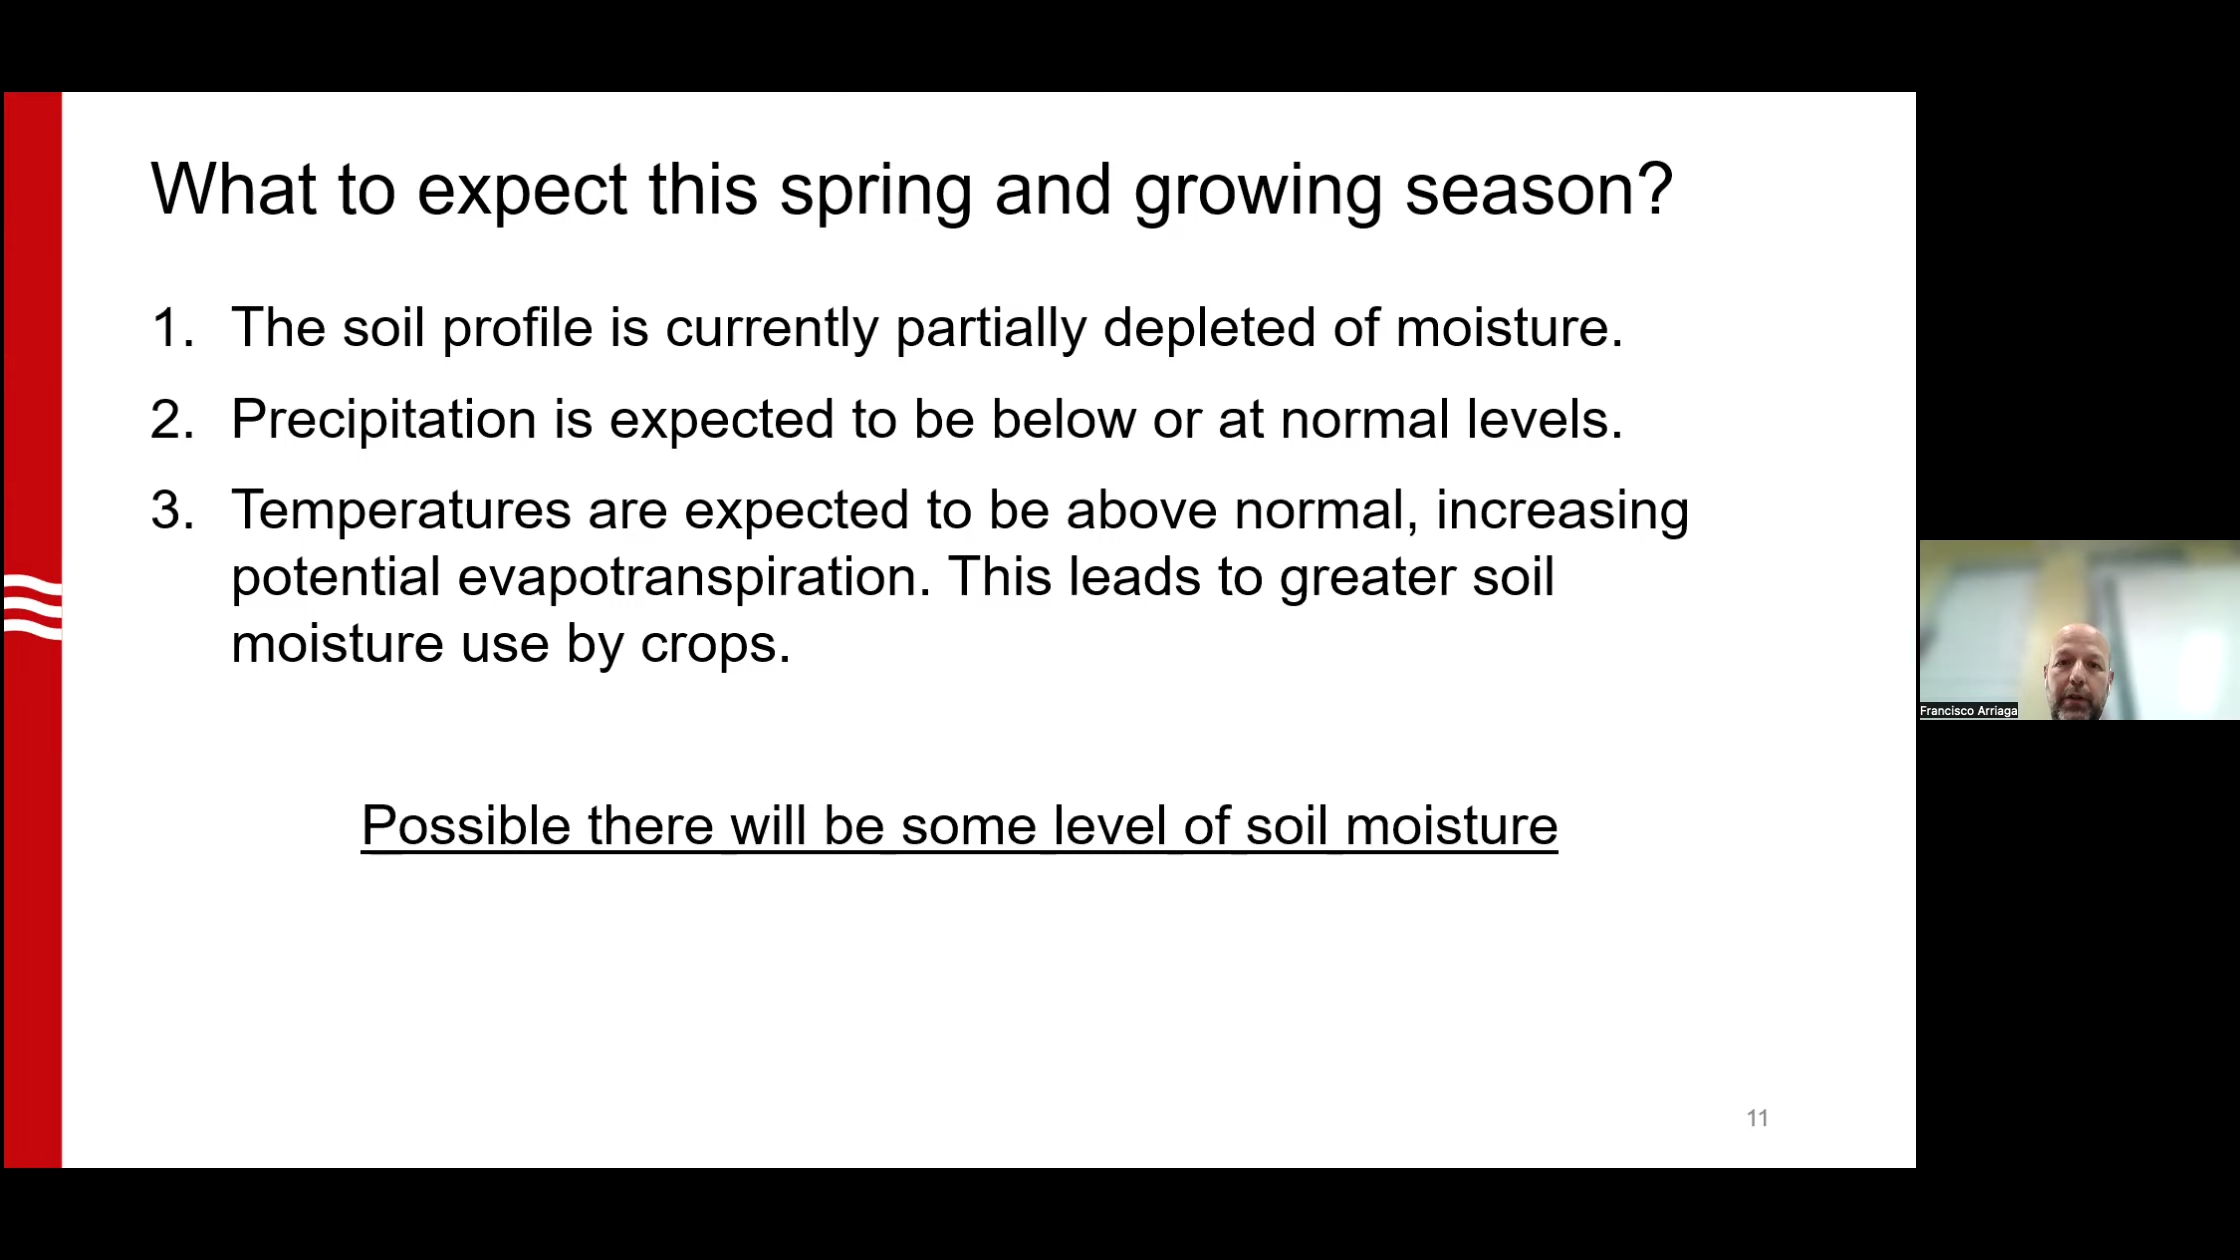 What to expect this spring and growing season?
1. The soil profile is currently partially depleted of moisture.
2. Precipitation is expected to be below or at normal levels.
3. Temperatures are expected to be above normal, increasing
potential evapotranspiration. This leads to greater soil
moisture use by crops.
Possible there will be some level of soil moisture
11
Francisco Arriaga